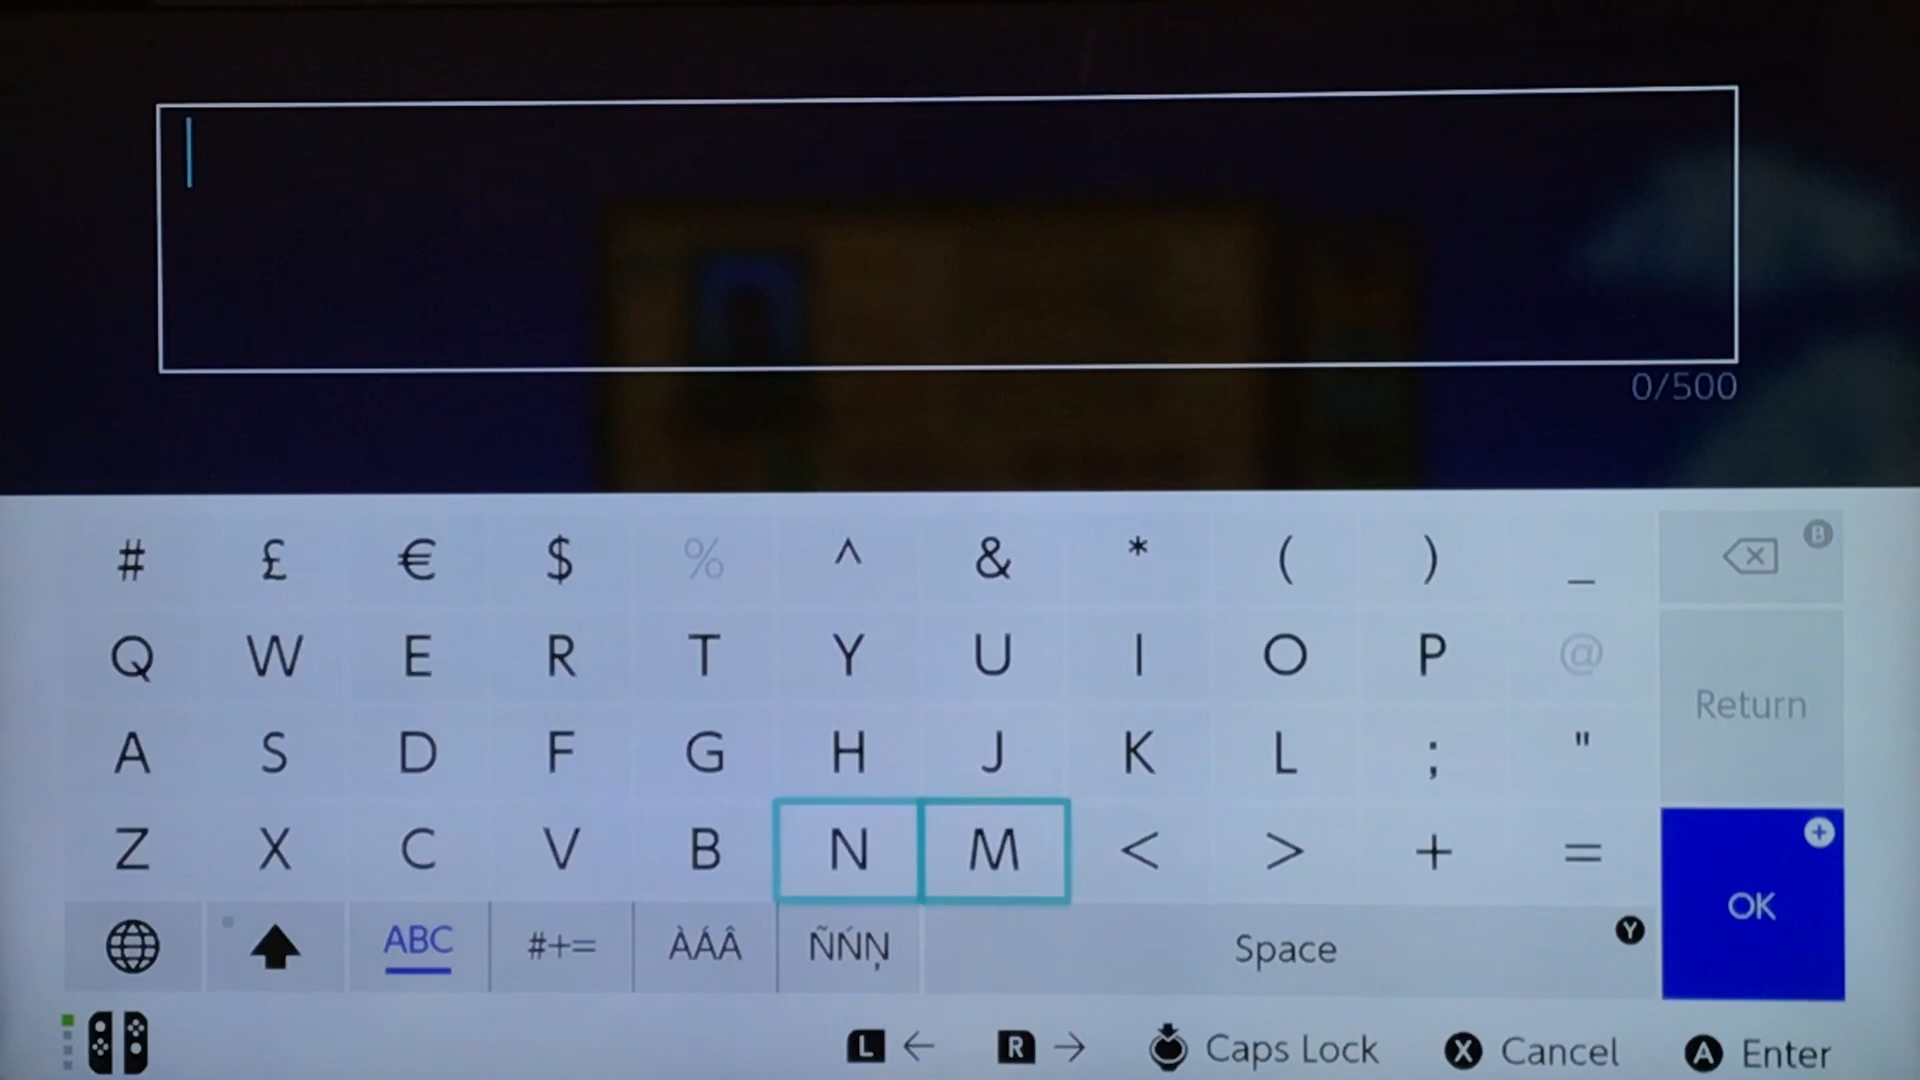 0/500
# £ € $ % ^ & * ( ) _ B
Q W E R T Y U I O P @ Return
A S D F G H J K L ; "
Z X C V B N M < > + = + OK
ABC #+= ÀÁÂ ÑŃŅ Space Y
L ← R → Caps Lock X Cancel A Enter